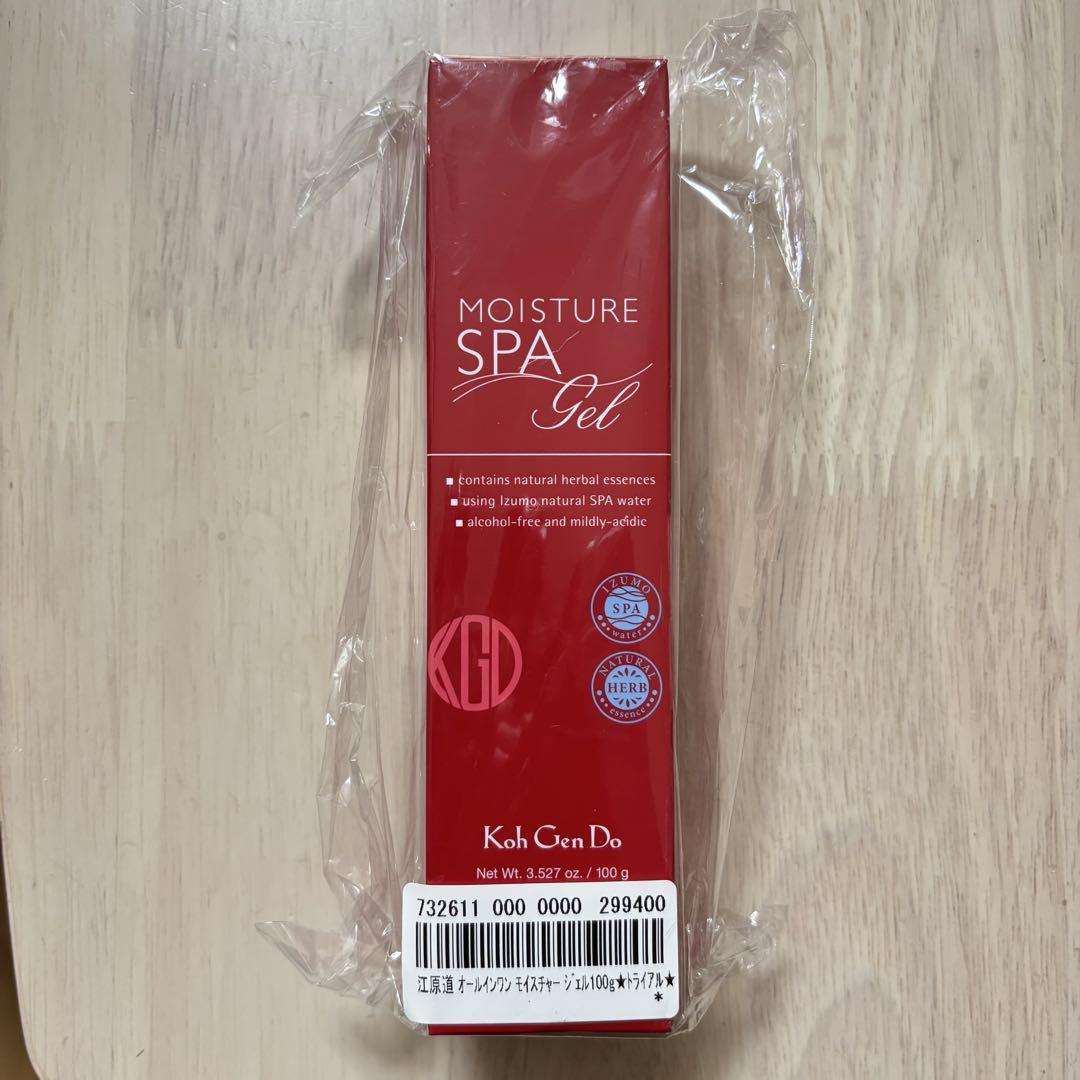 MOISTURE
SPA
Gel
■ contains natural herbal essences
■ using Izumo natural SPA water
■ alcohol-free and mildly-acidic
IZUMO
SPA
water
KGD
NATURAL
HERB
essence
Koh Gen Do
Net Wt. 3.527 oz. / 100 g
732611 000 0000 299400
江原道 オールインワン モイスチャー ジェル100g★トライアル★
*